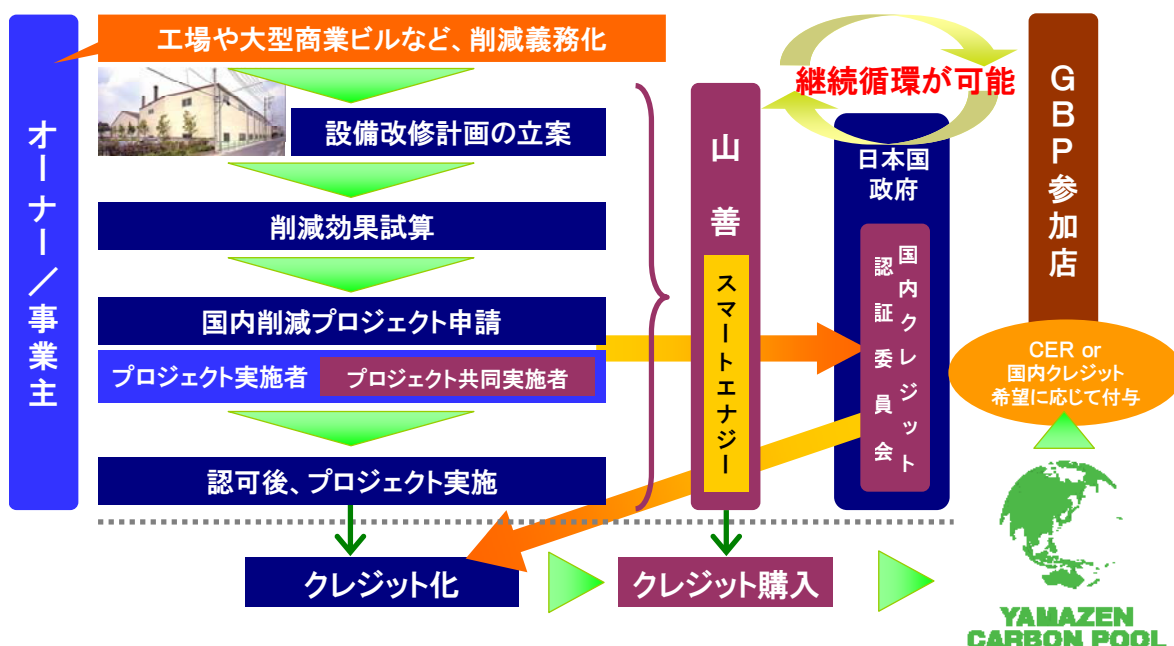 オーナー／事業主
工場や大型商業ビルなど、削減義務化
設備改修計画の立案
削減効果試算
国内削減プロジェクト申請
プロジェクト実施者
プロジェクト共同実施者
認可後、プロジェクト実施
クレジット化
山善
スマートエナジー
クレジット購入
継続循環が可能
日本国
政府
国内クレジット
認証委員会
GBP参加店
CER or
国内クレジット
希望に応じて付与
YAMAZEN
CARBON POOL